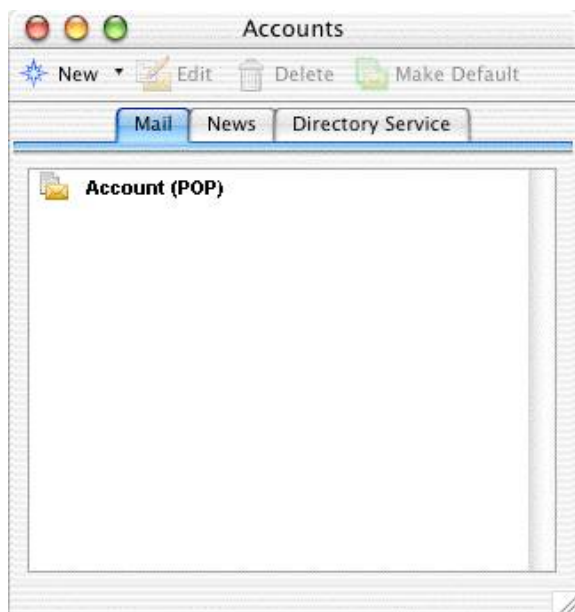 Accounts
New Edit Delete Make Default
Mail News Directory Service
Account (POP)